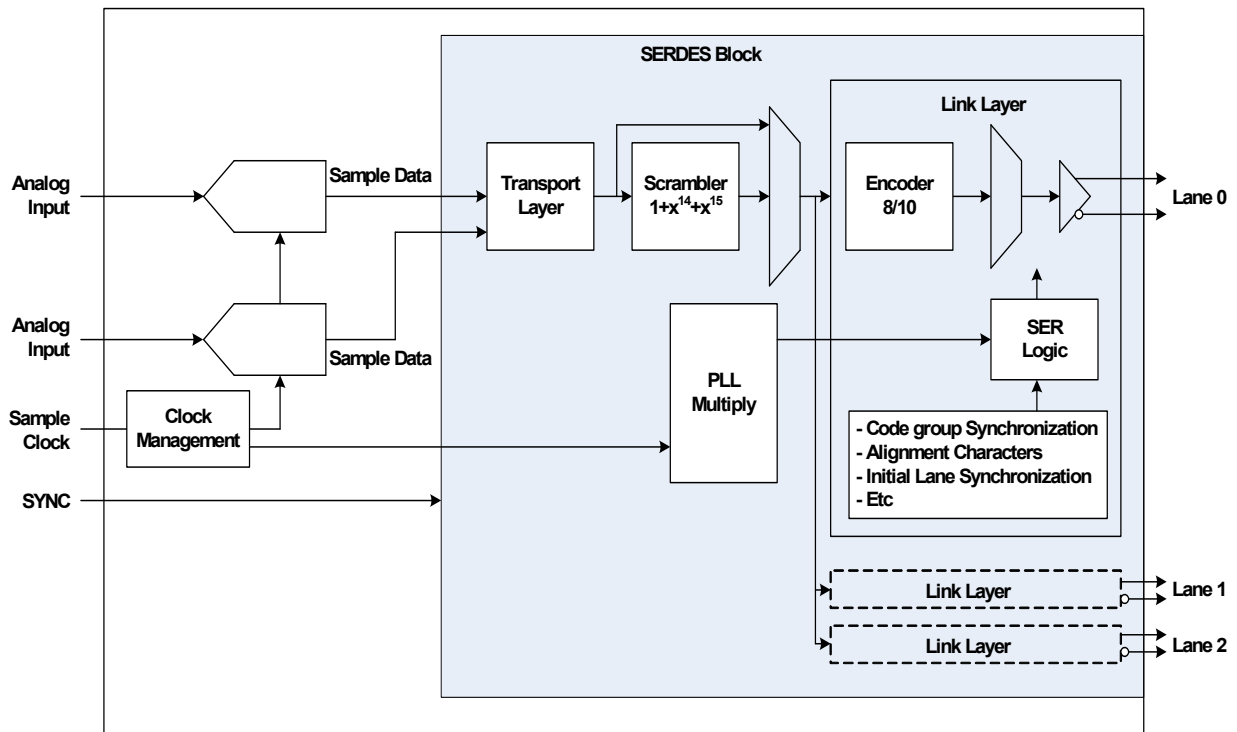 SERDES Block
Link Layer
Analog
Input
Sample Data
Transport
Layer
Scrambler
1+x¹⁴+x¹⁵
Encoder
8/10
Lane 0
Analog
Input
Sample Data
SER
Logic
PLL
Multiply
Sample
Clock
Clock
Management
- Code group Synchronization
- Alignment Characters
- Initial Lane Synchronization
- Etc
SYNC
Link Layer
Lane 1
Link Layer
Lane 2